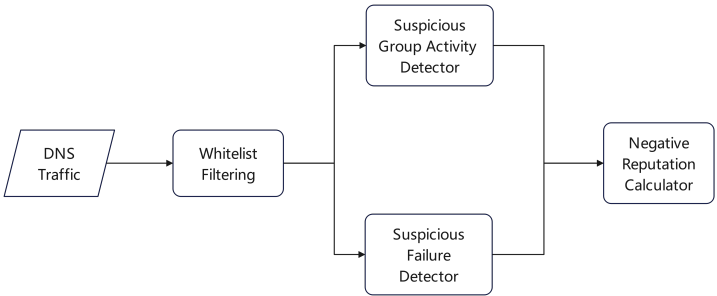 DNS
Traffic
Whitelist
Filtering
Suspicious
Group Activity
Detector
Suspicious
Failure
Detector
Negative
Reputation
Calculator